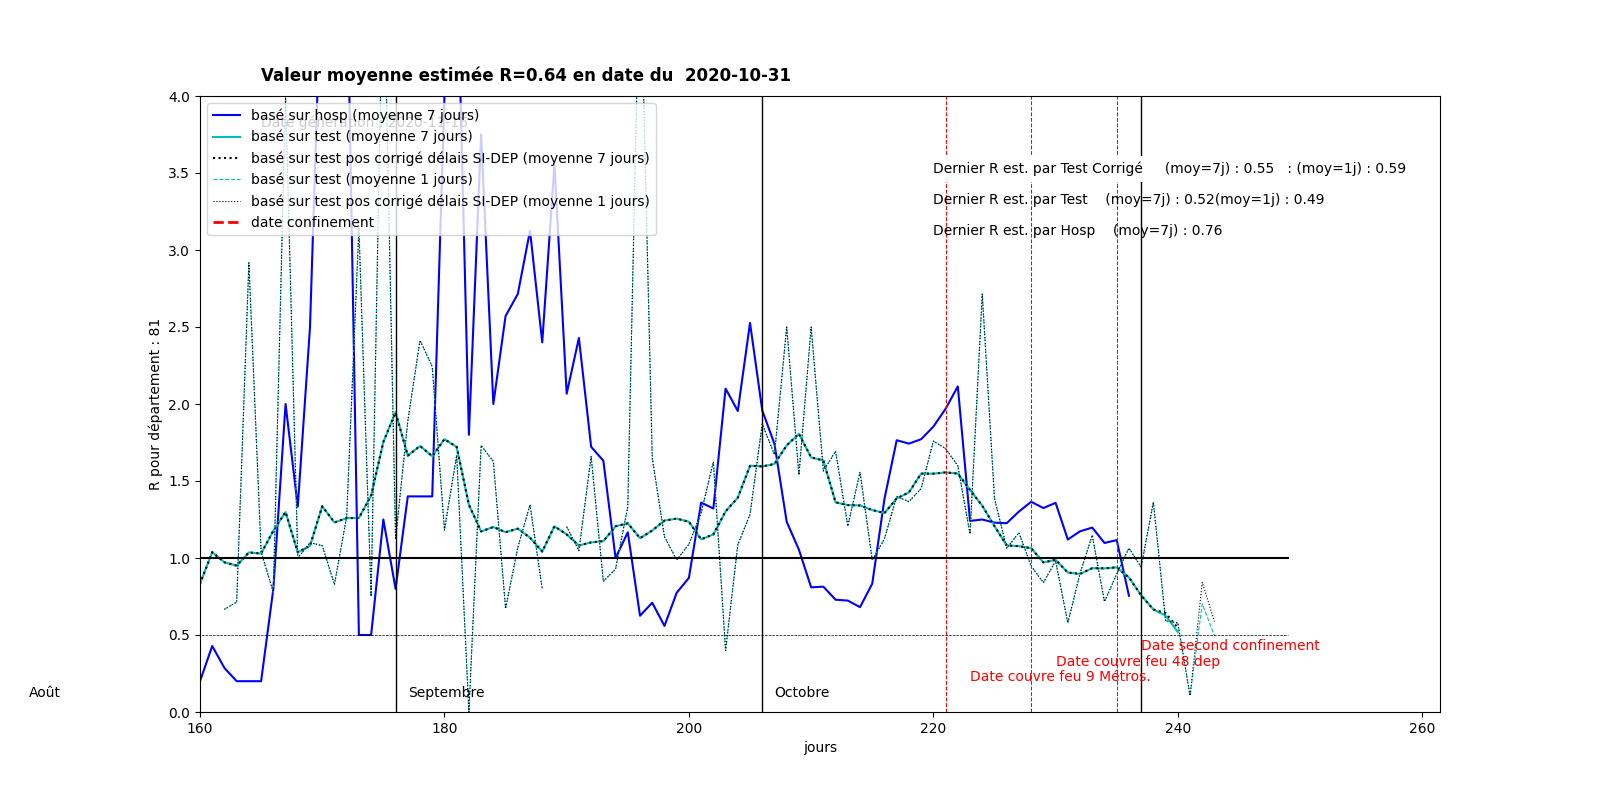 Valeur moyenne estimée R=0.64 en date du  2020-10-31
4.0
3.5
3.0
2.5
2.0
1.5
1.0
0.5
0.0
R pour département : 81
basé sur hosp (moyenne 7 jours)
basé sur test (moyenne 7 jours)
basé sur test pos corrigé délais SI-DEP (moyenne 7 jours)
basé sur test (moyenne 1 jours)
basé sur test pos corrigé délais SI-DEP (moyenne 1 jours)
date confinement
Dernier R est. par Test Corrigé     (moy=7j) : 0.55   : (moy=1j) : 0.59
Dernier R est. par Test    (moy=7j) : 0.52(moy=1j) : 0.49
Dernier R est. par Hosp    (moy=7j) : 0.76
Date second confinement
Date couvre feu 48 dep
Date couvre feu 9 Métros.
Août
Septembre
Octobre
160
180
200
220
240
260
jours